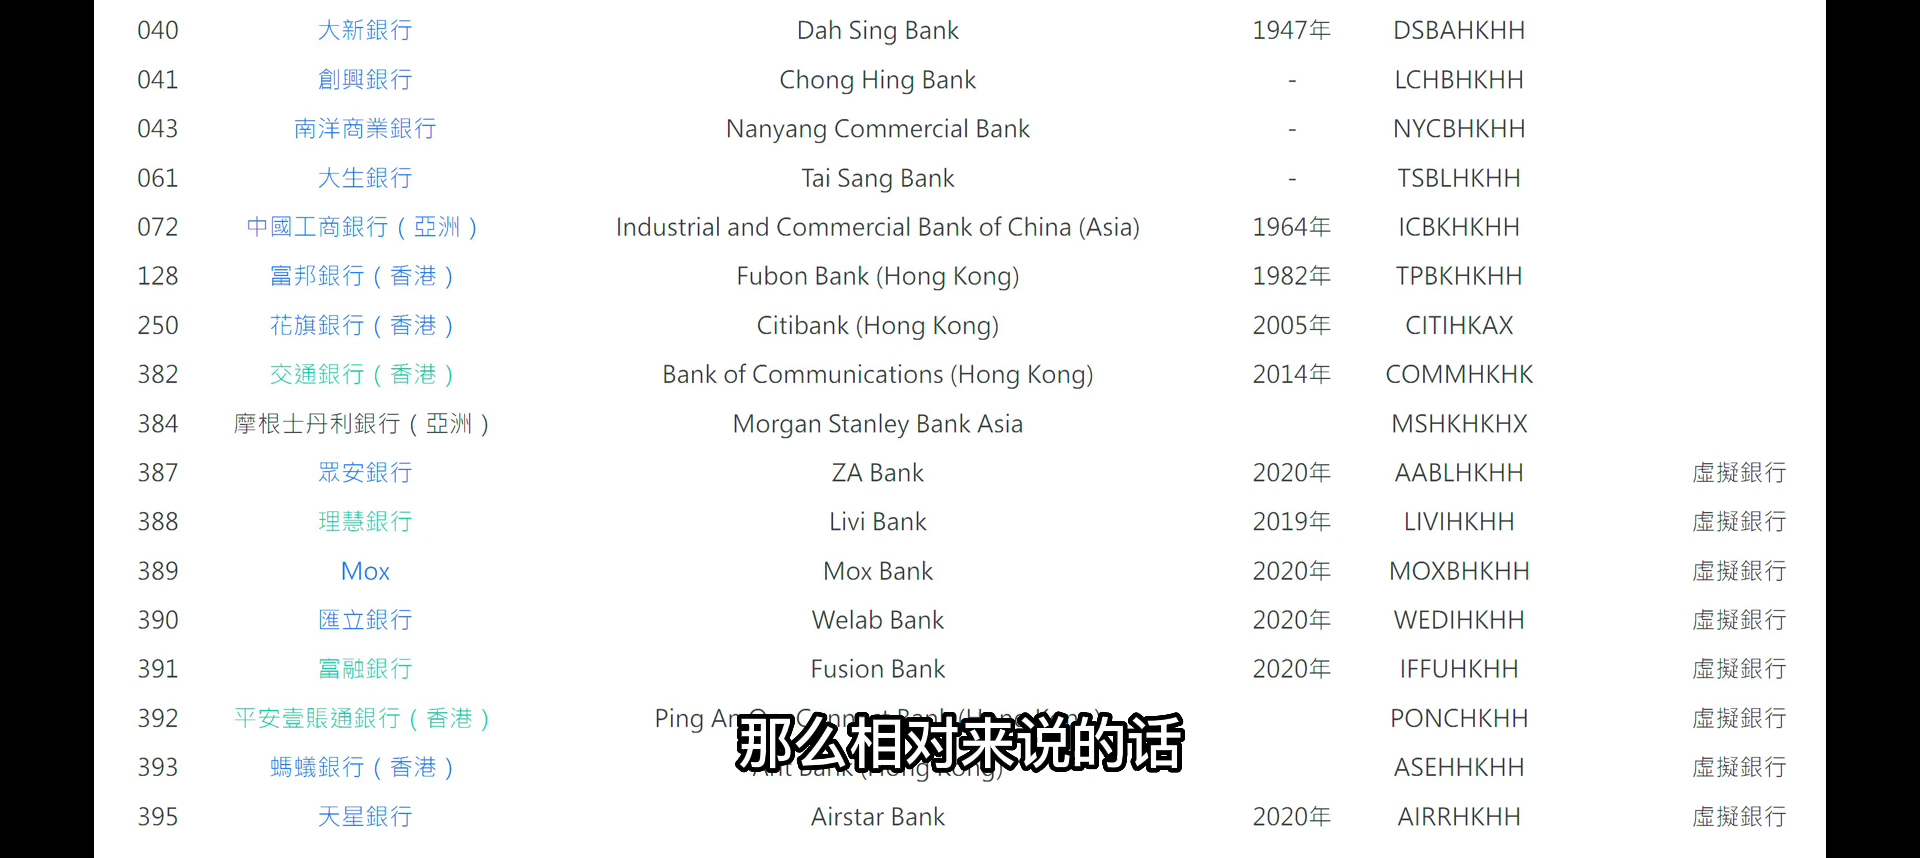 040 大新銀行 Dah Sing Bank 1947年 DSBAHKHH
041 創興銀行 Chong Hing Bank - LCHBHKHH
043 南洋商業銀行 Nanyang Commercial Bank - NYCBHKHH
061 大生銀行 Tai Sang Bank - TSBLHKHH
072 中國工商銀行（亞洲） Industrial and Commercial Bank of China (Asia) 1964年 ICBKHKHH
128 富邦銀行（香港） Fubon Bank (Hong Kong) 1982年 TPBKHKHH
250 花旗銀行（香港） Citibank (Hong Kong) 2005年 CITIHKAX
382 交通銀行（香港） Bank of Communications (Hong Kong) 2014年 COMMHKHK
384 摩根士丹利銀行（亞洲） Morgan Stanley Bank Asia MSHKHKHX
387 眾安銀行 ZA Bank 2020年 AABLHKHH 虛擬銀行
388 理慧銀行 Livi Bank 2019年 LIVIHKHH 虛擬銀行
389 Mox Mox Bank 2020年 MOXBHKHH 虛擬銀行
390 匯立銀行 Welab Bank 2020年 WEDIHKHH 虛擬銀行
391 富融銀行 Fusion Bank 2020年 IFFUHKHH 虛擬銀行
392 平安壹賬通銀行（香港） Ping An Connect Bank (Hong Kong) PONCHKHH 虛擬銀行
那么相对来说的话
393 螞蟻銀行（香港） Ant Bank (Hong Kong) ASEHHKHH 虛擬銀行
395 天星銀行 Airstar Bank 2020年 AIRRHKHH 虛擬銀行